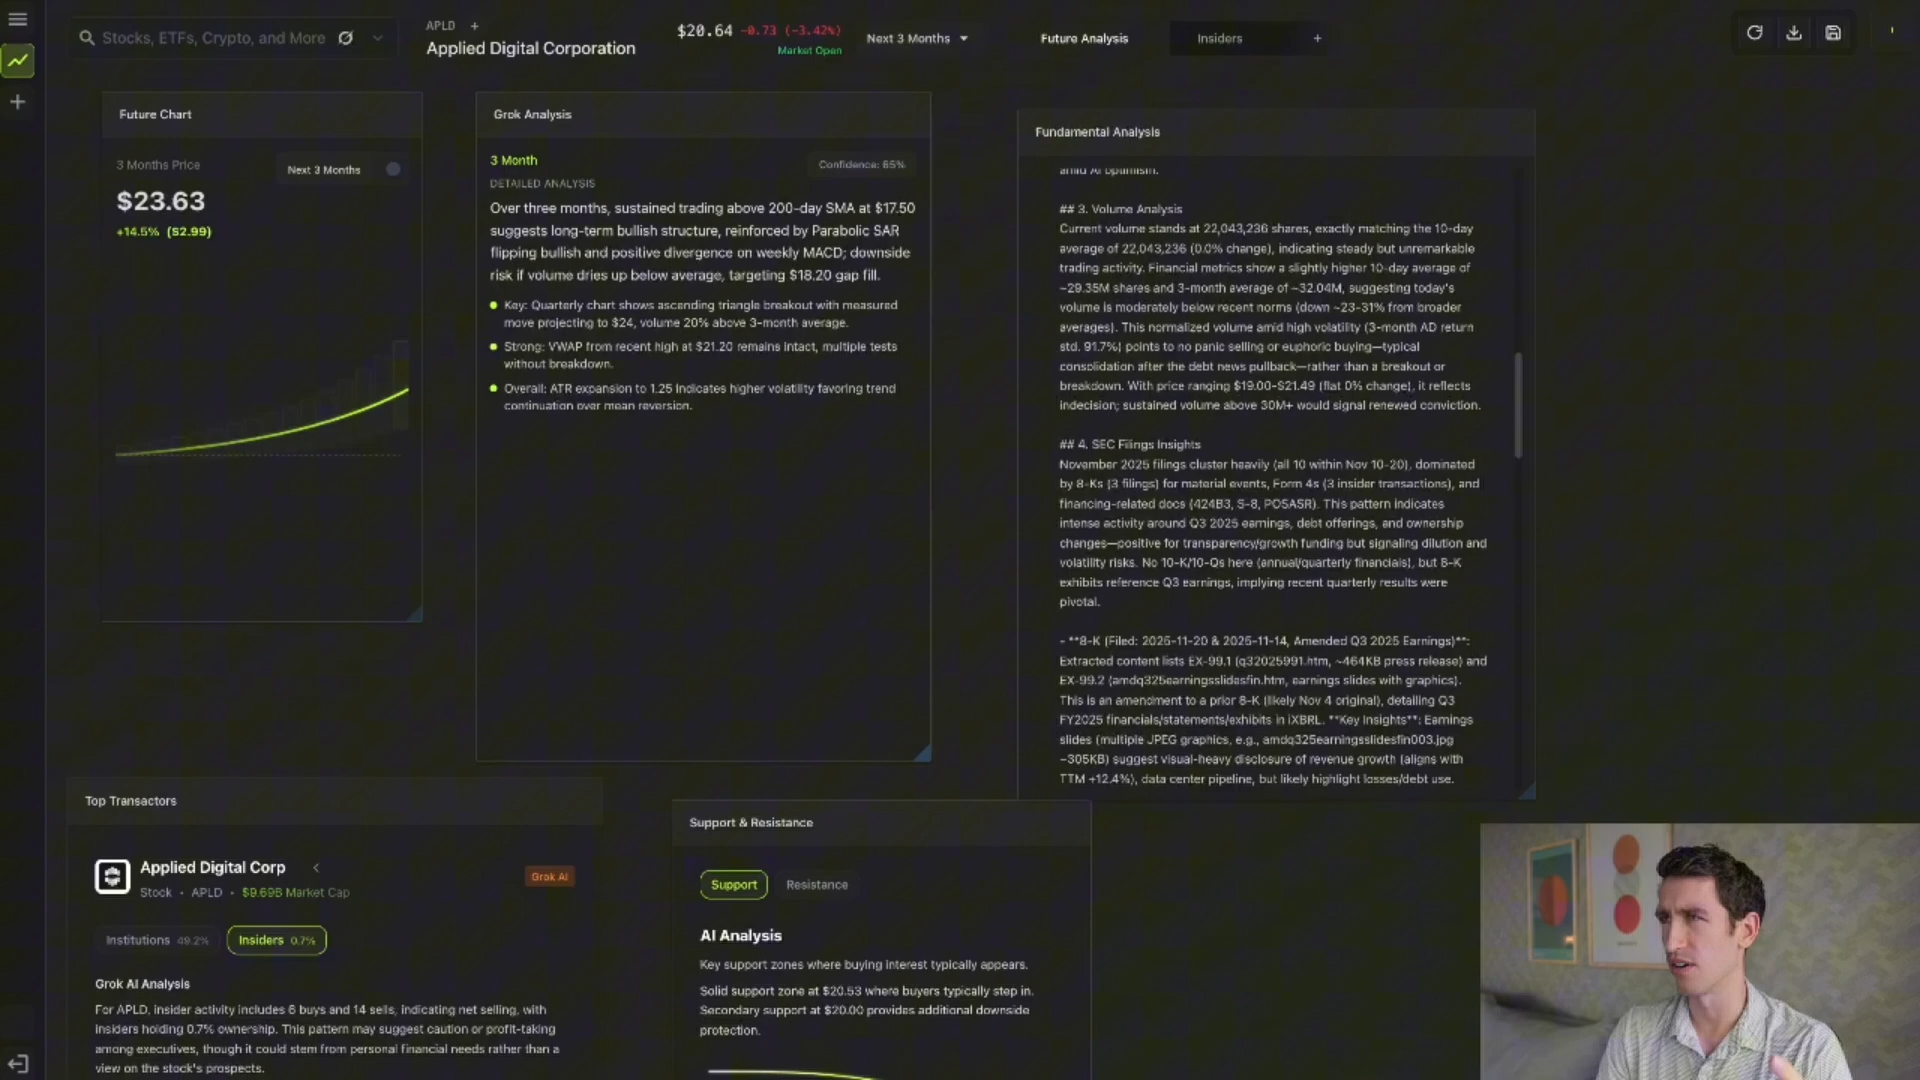 Stocks, ETFs, Crypto, and More
APLD +
Applied Digital Corporation
$20.64 -0.73 (-3.42%)
Market Open
Next 3 Months
Future Analysis
Insiders
+
Future Chart
3 Months Price
Next 3 Months
$23.63
+14.5% ($2.99)
Grok Analysis
3 Month
Confidence: 65%
DETAILED ANALYSIS
Over three months, sustained trading above 200-day SMA at $17.50
suggests long-term bullish structure, reinforced by Parabolic SAR
flipping bullish and positive divergence on weekly MACD; downside
risk if volume dries up below average, targeting $18.20 gap fill.
Key: Quarterly chart shows ascending triangle breakout with measured
move projecting to $24, volume 20% above 3-month average.
Strong: VWAP from recent high at $21.20 remains intact, multiple tests
without breakdown.
Overall: ATR expansion to 1.25 indicates higher volatility favoring trend
continuation over mean reversion.
Fundamental Analysis
amid AI optimism.
## 3. Volume Analysis
Current volume stands at 22,043,236 shares, exactly matching the 10-day
average of 22,043,236 (0.0% change), indicating steady but unremarkable
trading activity. Financial metrics show a slightly higher 10-day average of
~29.35M shares and 3-month average of ~32.04M, suggesting today's
volume is moderately below recent norms (down ~23-31% from broader
averages). This normalized volume amid high volatility (3-month AD return
std. 91.7%) points to no panic selling or euphoric buying—typical
consolidation after the debt news pullback—rather than a breakout or
breakdown. With price ranging $19.00-$21.49 (flat 0% change), it reflects
indecision; sustained volume above 30M+ would signal renewed conviction.
## 4. SEC Filings Insights
November 2025 filings cluster heavily (all 10 within Nov 10-20), dominated
by 8-Ks (3 filings) for material events, Form 4s (3 insider transactions), and
financing-related docs (424B3, S-8, POSASR). This pattern indicates
intense activity around Q3 2025 earnings, debt offerings, and ownership
changes—positive for transparency/growth funding but signaling dilution and
volatility risks. No 10-K/10-Qs here (annual/quarterly financials), but 8-K
exhibits reference Q3 earnings, implying recent quarterly results were
pivotal.
- **8-K (Filed: 2025-11-20 & 2025-11-14, Amended Q3 2025 Earnings)**:
Extracted content lists EX-99.1 (q32025991.htm, ~464KB press release) and
EX-99.2 (amdq325earningsslidesfin.htm, earnings slides with graphics).
This is an amendment to a prior 8-K (likely Nov 4 original), detailing Q3
FY2025 financials/statements/exhibits in iXBRL. **Key Insights**: Earnings
slides (multiple JPEG graphics, e.g., amdq325earningsslidesfin003.jpg
~305KB) suggest visual-heavy disclosure of revenue growth (aligns with
TTM +12.4%), data center pipeline, but likely highlight losses/debt use.
Top Transactors
Applied Digital Corp
Stock • APLD • $9.69B Market Cap
Grok AI
Institutions 49.2%
Insiders 0.7%
Grok AI Analysis
For APLD, insider activity includes 6 buys and 14 sells, indicating net selling, with
insiders holding 0.7% ownership. This pattern may suggest caution or profit-taking
among executives, though it could stem from personal financial needs rather than a
view on the stock's prospects.
Support & Resistance
Support
Resistance
AI Analysis
Key support zones where buying interest typically appears.
Solid support zone at $20.53 where buyers typically step in.
Secondary support at $20.00 provides additional downside
protection.